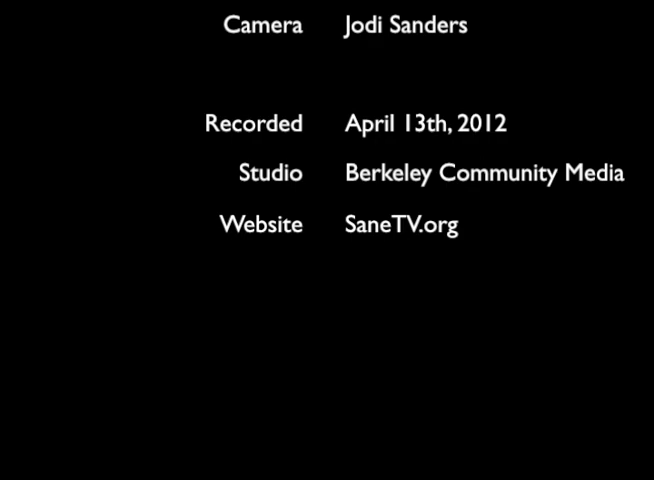 Camera Jodi Sanders
Recorded April 13th, 2012
Studio Berkeley Community Media
Website SaneTV.org